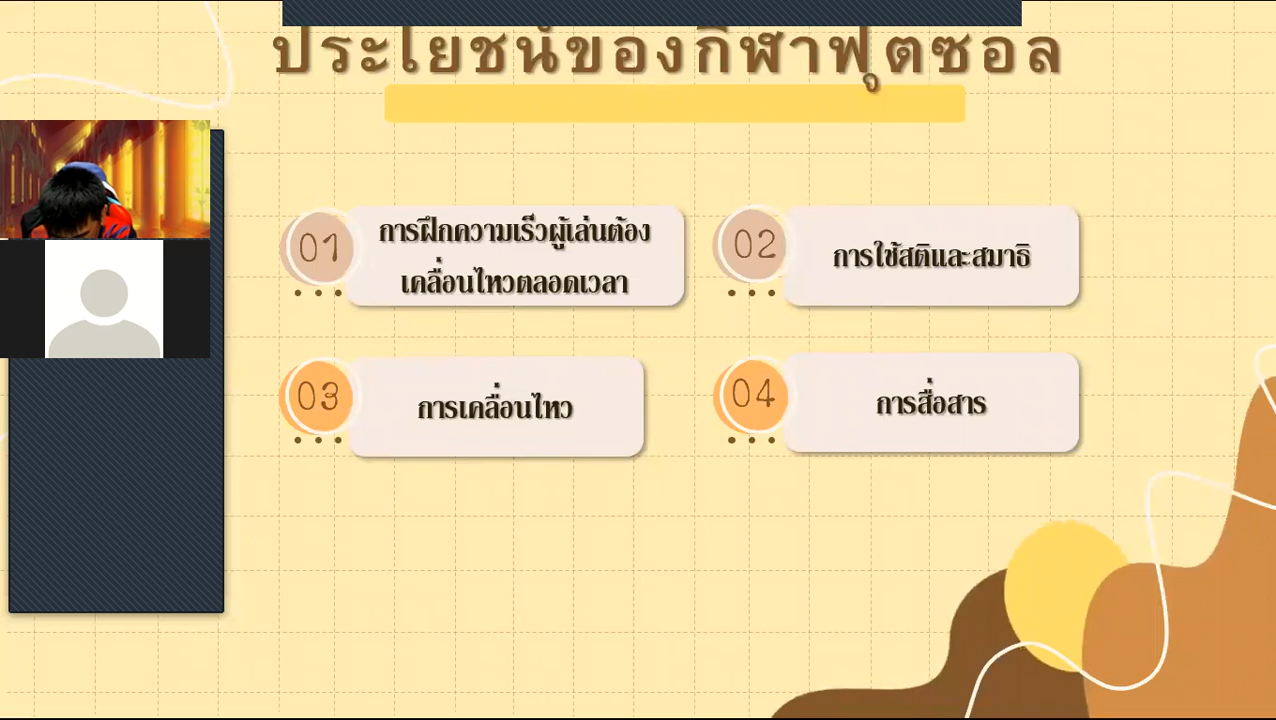 ประโยชน์ของกีฬาฟุตซอล
01
การฝึกความเร็วผู้เล่นต้อง
เคลื่อนไหวตลอดเวลา
02
การใช้สติและสมาธิ
03
การเคลื่อนไหว
04
การสื่อสาร